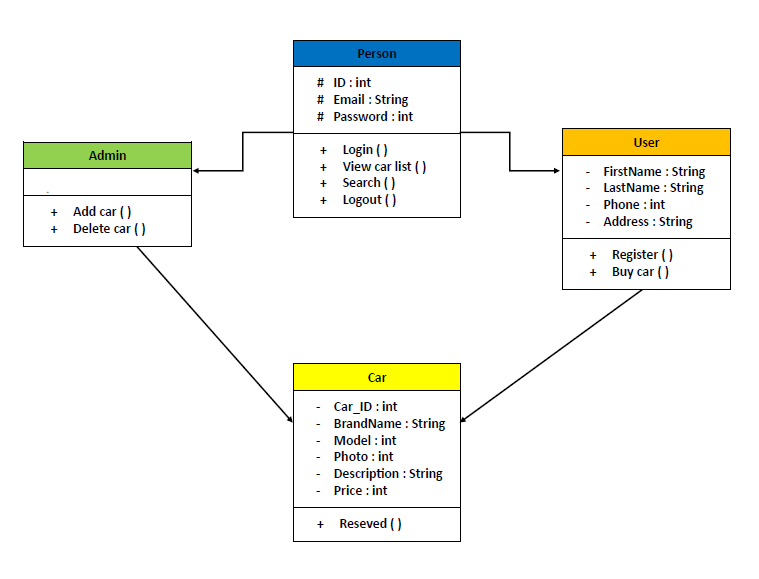 Person
# ID : int
# Email : String
# Password : int
+ Login ( )
+ View car list ( )
+ Search ( )
+ Logout ( )
Admin
+ Add car ( )
+ Delete car ( )
User
- FirstName : String
- LastName : String
- Phone : int
- Address : String
+ Register ( )
+ Buy car ( )
Car
- Car_ID : int
- BrandName : String
- Model : int
- Photo : int
- Description : String
- Price : int
+ Reseved ( )